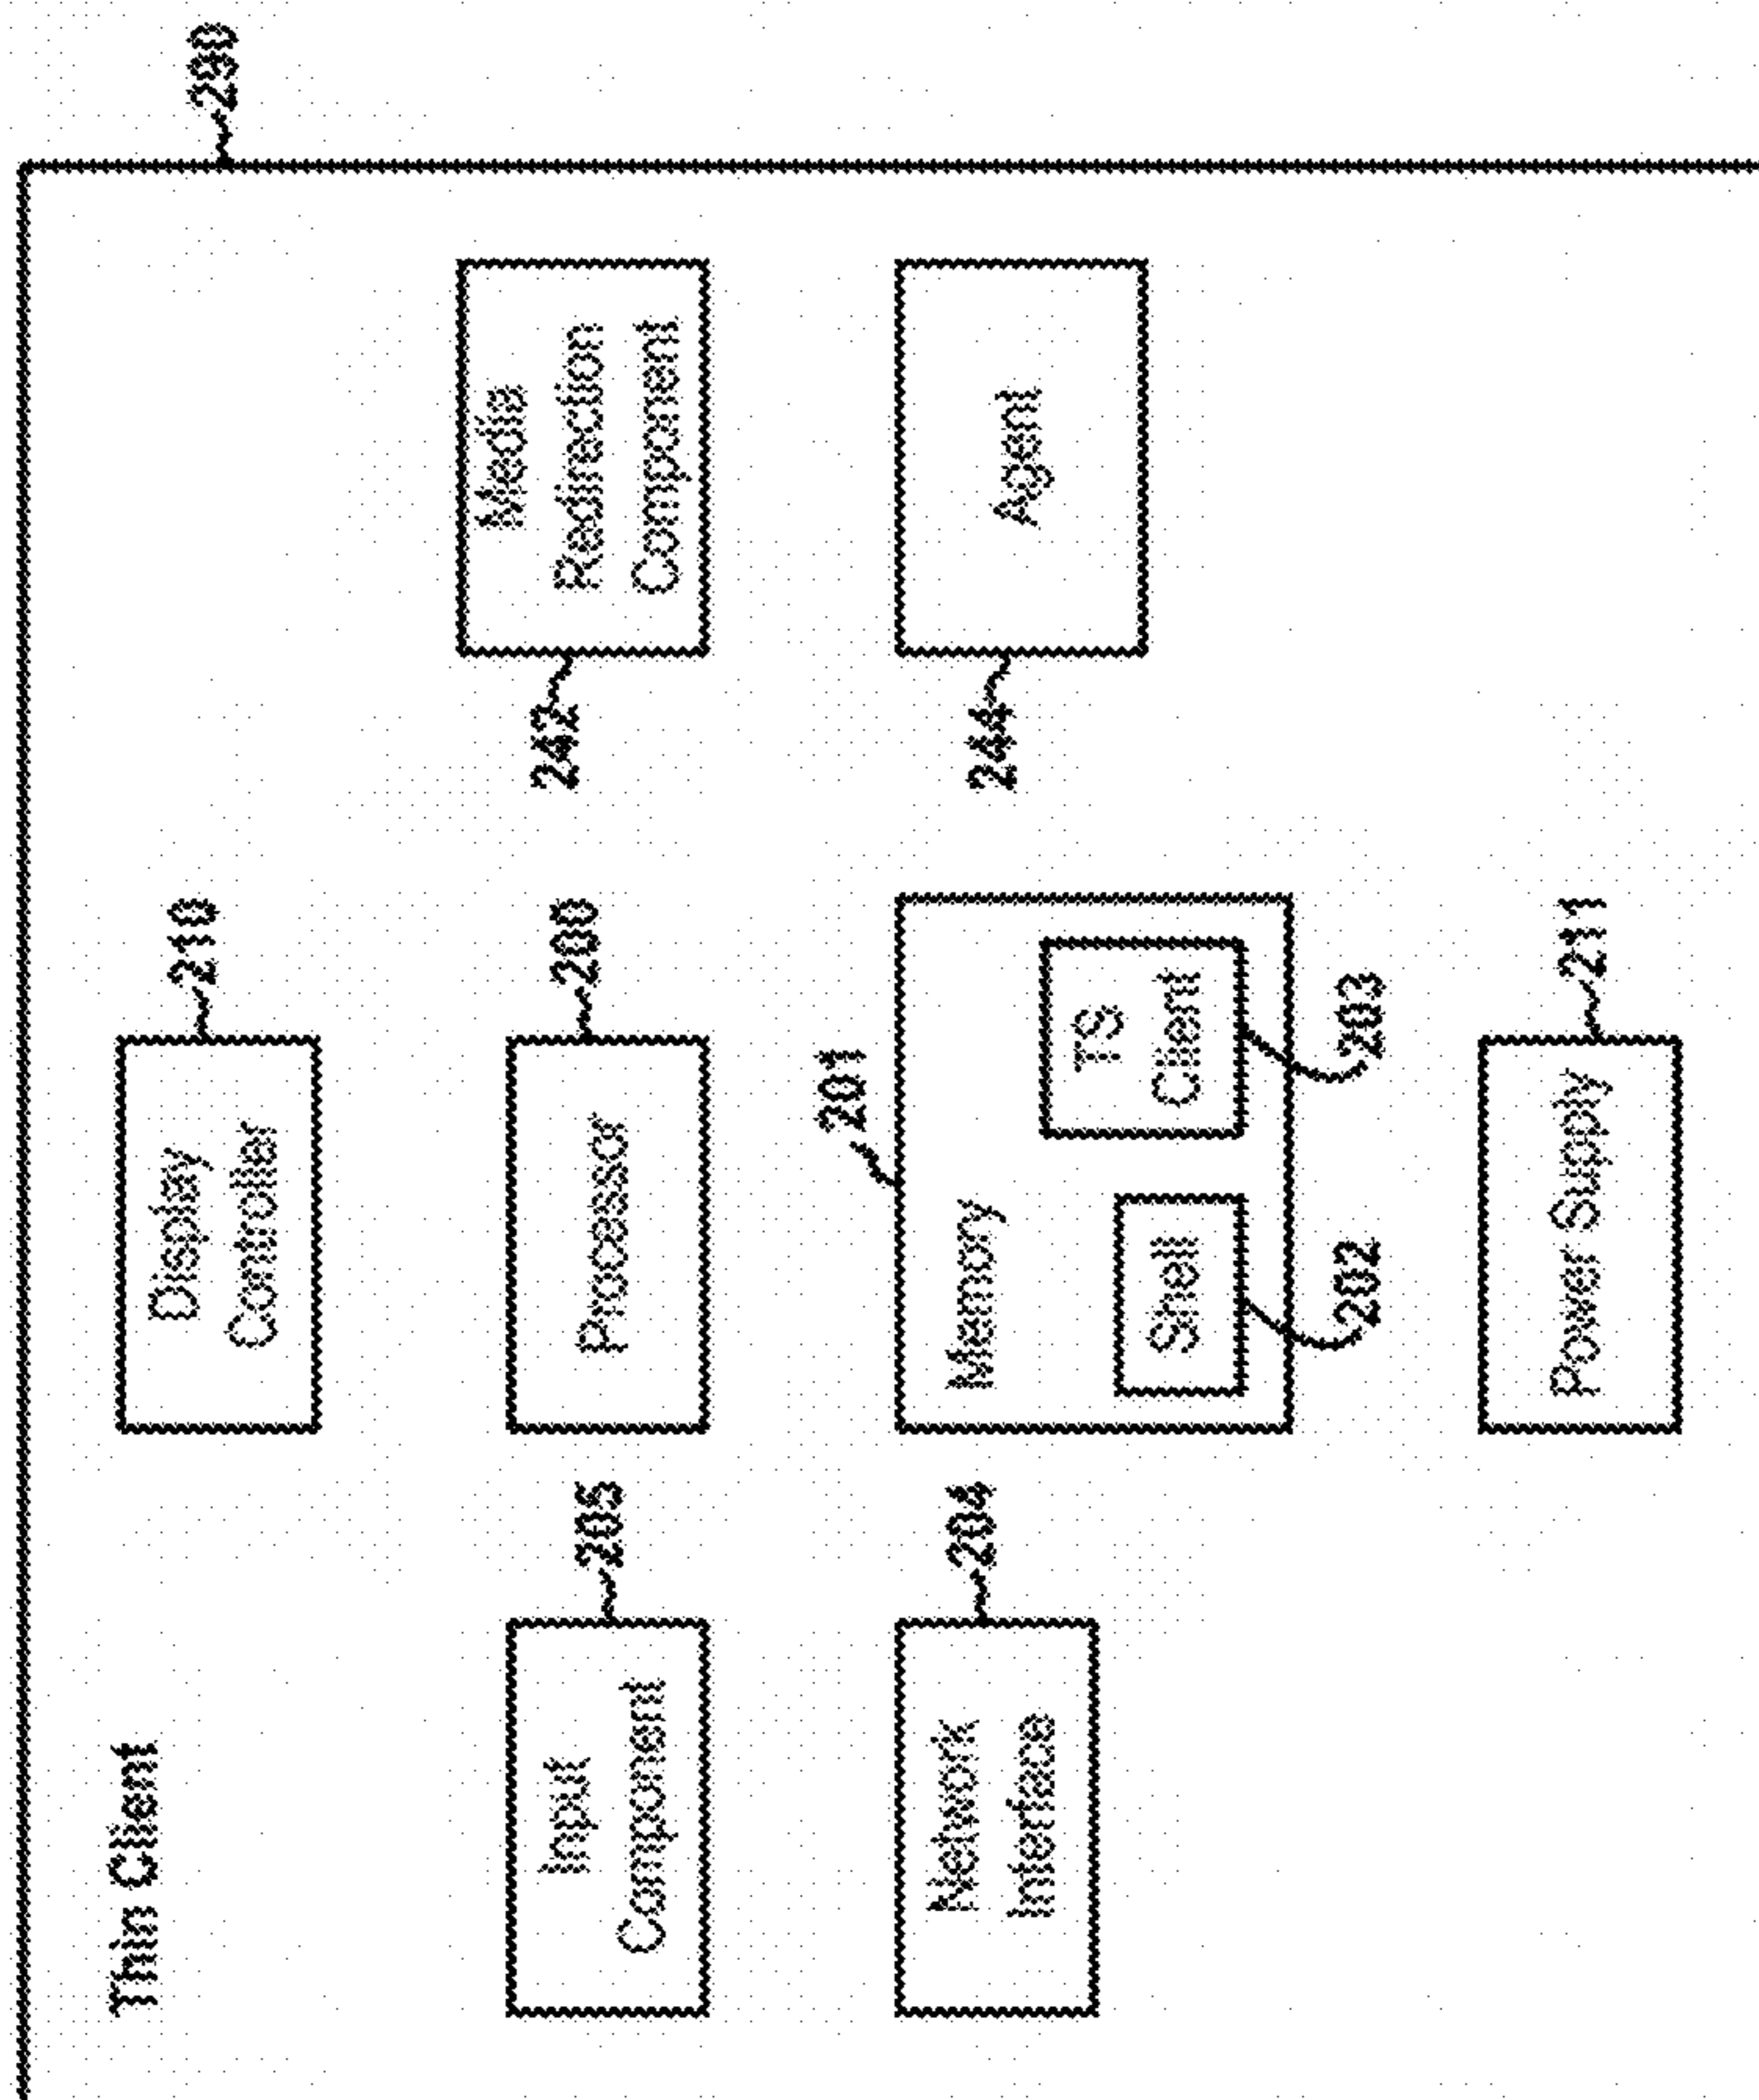 Thin Client
290
Display
Controller
210
Input
Component
205
Processor
200
Media
Redirection
Component
242
Network
Interface
204
Memory
201
Shell
202
TS
Client
203
Agent
244
Power Supply
211